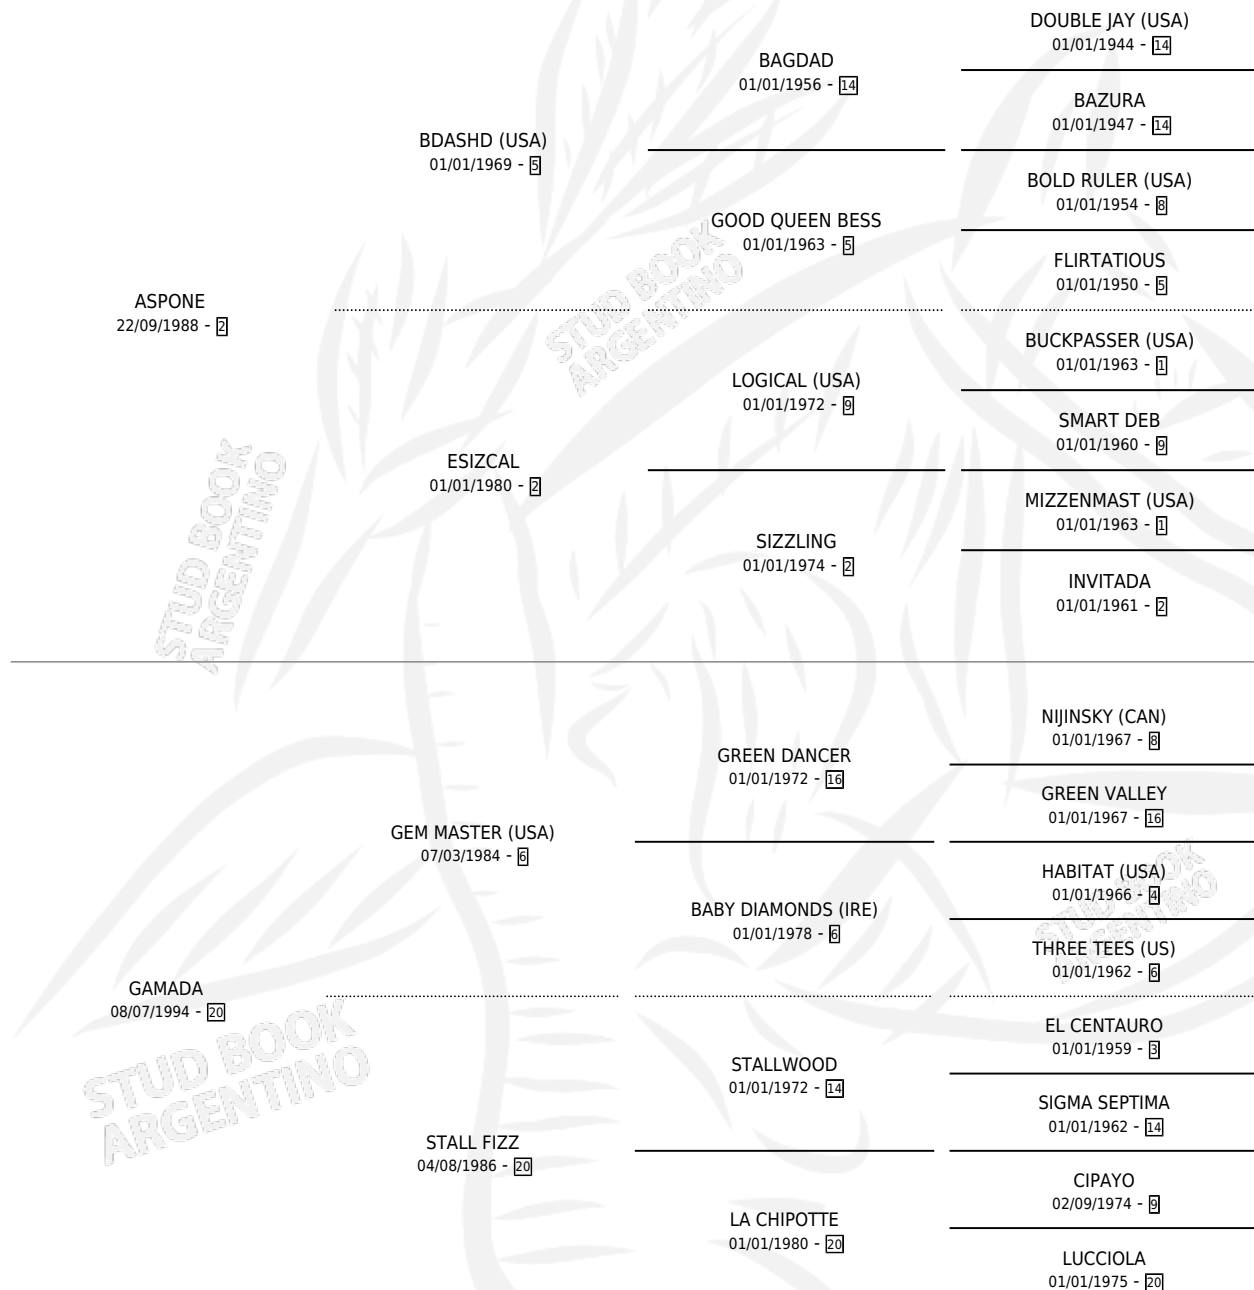 DOUBLE JAY (USA)
01/01/1944 - 14
BAGDAD
01/01/1956 - 14
BAZURA
01/01/1947 - 14
BDASHD (USA)
01/01/1969 - 5
BOLD RULER (USA)
01/01/1954 - 8
GOOD QUEEN BESS
01/01/1963 - 5
FLIRTATIOUS
01/01/1950 - 5
ASPONE
22/09/1988 - 2
STUD BOOK
ARGENTINO
BUCKPASSER (USA)
01/01/1963 - 1
LOGICAL (USA)
01/01/1972 - 9
SMART DEB
01/01/1960 - 9
ESIZCAL
01/01/1980 - 2
MIZZENMAST (USA)
01/01/1963 - 1
SIZZLING
01/01/1974 - 2
INVITADA
01/01/1961 - 2
STUD BOOK
ARGENTINO
NIJINSKY (CAN)
01/01/1967 - 8
GREEN DANCER
01/01/1972 - 16
GREEN VALLEY
01/01/1967 - 16
GEM MASTER (USA)
07/03/1984 - 6
HABITAT (USA)
01/01/1966 - 4
BABY DIAMONDS (IRE)
01/01/1978 - 6
STUD BOOK
ARGENTINO
THREE TEES (US)
01/01/1962 - 6
GAMADA
08/07/1994 - 20
EL CENTAURO
01/01/1959 - 3
STUD BOOK
ARGENTINO
STALLWOOD
01/01/1972 - 14
SIGMA SEPTIMA
01/01/1962 - 14
STALL FIZZ
04/08/1986 - 20
CIPAYO
02/09/1974 - 9
LA CHIPOTTE
01/01/1980 - 20
LUCCIOLA
01/01/1975 - 20